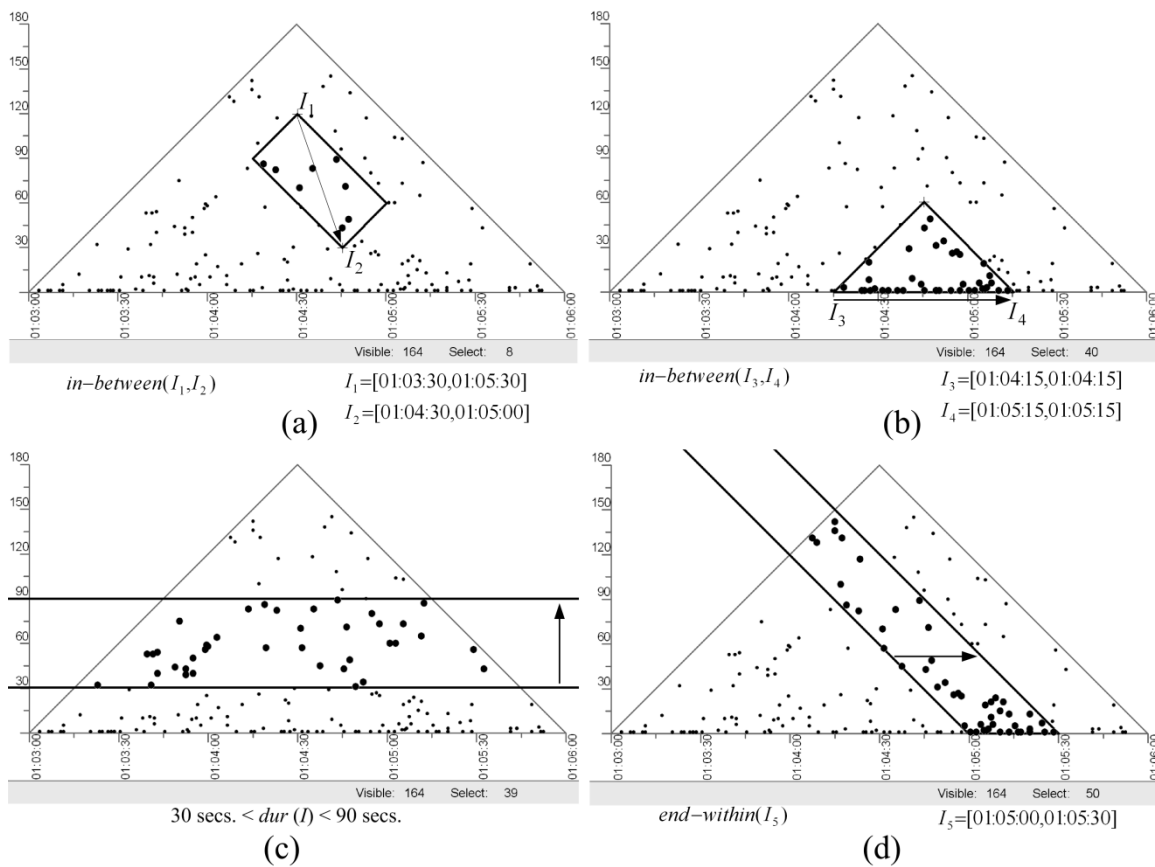 180
150
120
90
60
30
0
I1
I2
01:03:00
01:03:30
01:04:00
01:04:30
01:05:00
01:05:30
01:06:00
Visible: 164 Select: 8
in−between(I1,I2)
I1=[01:03:30,01:05:30]
I2=[01:04:30,01:05:00]
(a)
180
150
120
90
60
30
0
I3
I4
01:03:00
01:03:30
01:04:00
01:04:30
01:05:00
01:05:30
01:06:00
Visible: 164 Select: 40
in−between(I3,I4)
I3=[01:04:15,01:04:15]
I4=[01:05:15,01:05:15]
(b)
180
150
120
90
60
30
0
01:03:00
01:03:30
01:04:00
01:04:30
01:05:00
01:05:30
01:06:00
Visible: 164 Select: 39
30 secs. < dur (I) < 90 secs.
(c)
180
150
120
90
60
30
0
01:03:00
01:03:30
01:04:00
01:04:30
01:05:00
01:05:30
01:06:00
Visible: 164 Select: 50
end−within(I5)
I5=[01:05:00,01:05:30]
(d)